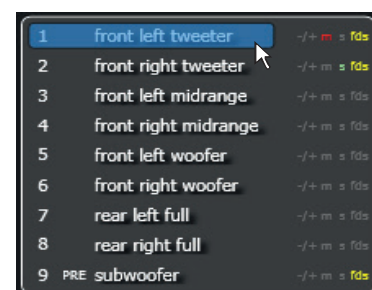 1 front left tweeter -/+ m s fds
2 front right tweeter -/+ m s fds
3 front left midrange -/+ m s fds
4 front right midrange -/+ m s fds
5 front left woofer -/+ m s fds
6 front right woofer -/+ m s fds
7 rear left full -/+ m s fds
8 rear right full -/+ m s fds
9 PRE subwoofer -/+ m s fds